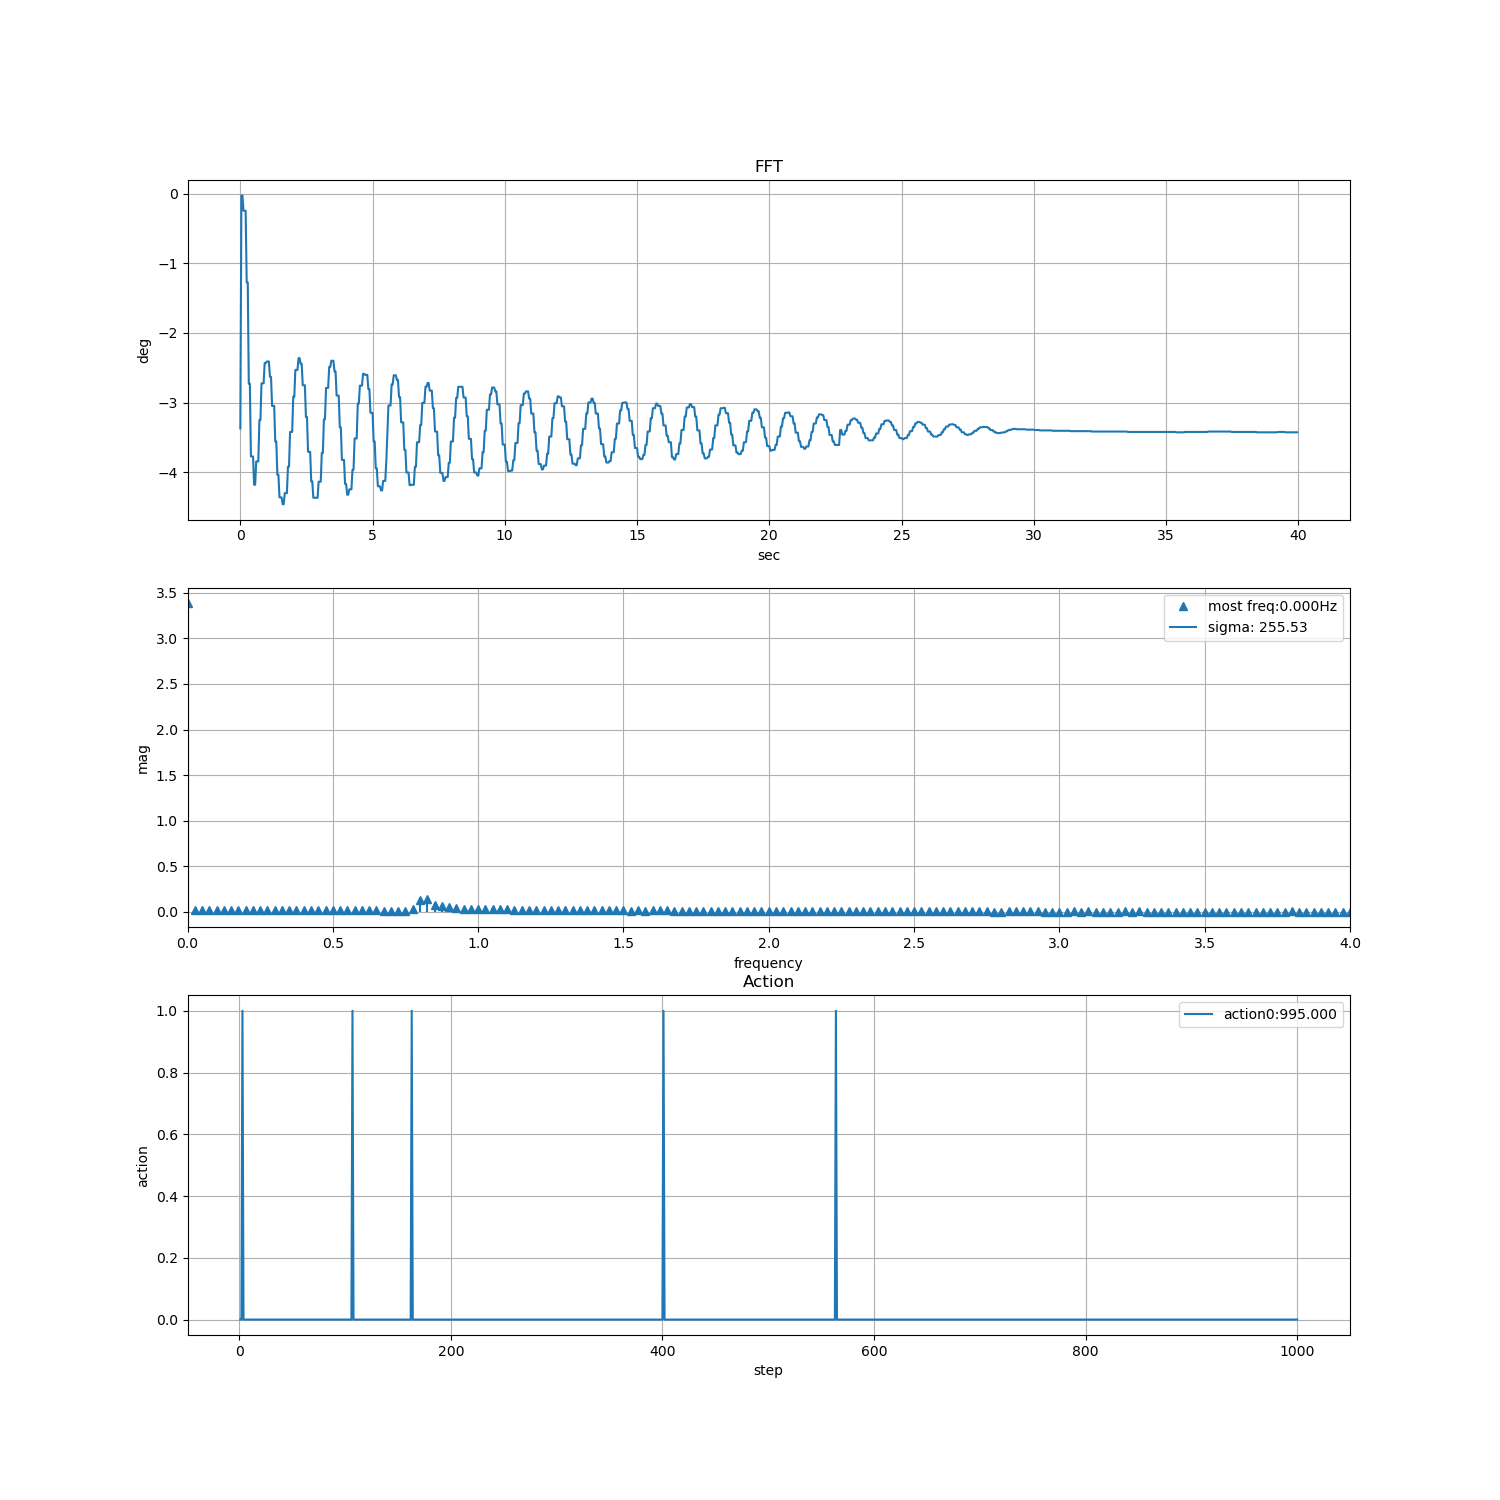 FFT
0
−1
−2
−3
−4
deg
0 5 10 15 20 25 30 35 40
sec
3.5
3.0
2.5
2.0
1.5
1.0
0.5
0.0
mag
most freq:0.000Hz
sigma: 255.53
0.0 0.5 1.0 1.5 2.0 2.5 3.0 3.5 4.0
frequency
Action
1.0
0.8
0.6
0.4
0.2
0.0
action
action0:995.000
0 200 400 600 800 1000
step